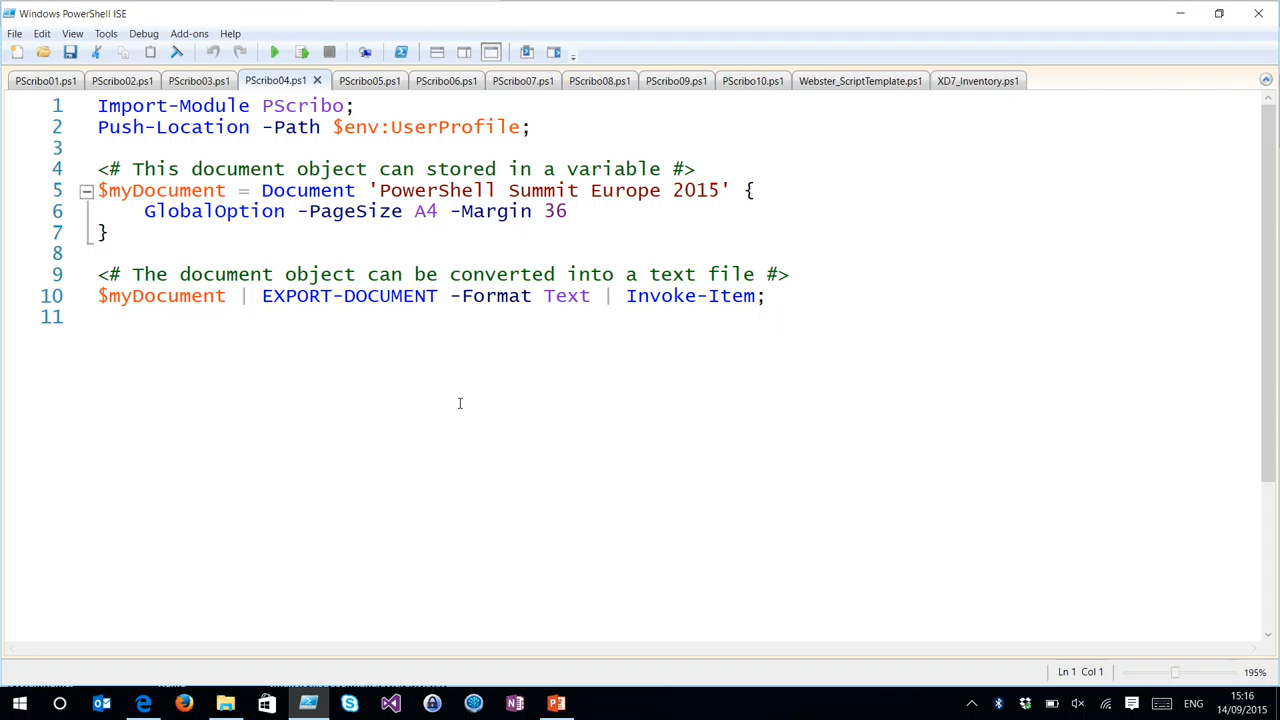 Windows PowerShell ISE
File Edit View Tools Debug Add-ons Help
PScribo01.ps1 PScribo02.ps1 PScribo03.ps1 PScribo04.ps1 PScribo05.ps1 PScribo06.ps1 PScribo07.ps1 PScribo08.ps1 PScribo09.ps1 PScribo10.ps1 Webster_ScriptTemplate.ps1 XD7_Inventory.ps1
1 Import-Module PScribo;
2 Push-Location -Path $env:UserProfile;
3
4 <# This document object can stored in a variable #>
5 $myDocument = Document 'PowerShell Summit Europe 2015' {
6 GlobalOption -PageSize A4 -Margin 36
7 }
8
9 <# The document object can be converted into a text file #>
10 $myDocument | EXPORT-DOCUMENT -Format Text | Invoke-Item;
11
Ln 1 Col 1 195%
ENG
15:16
14/09/2015